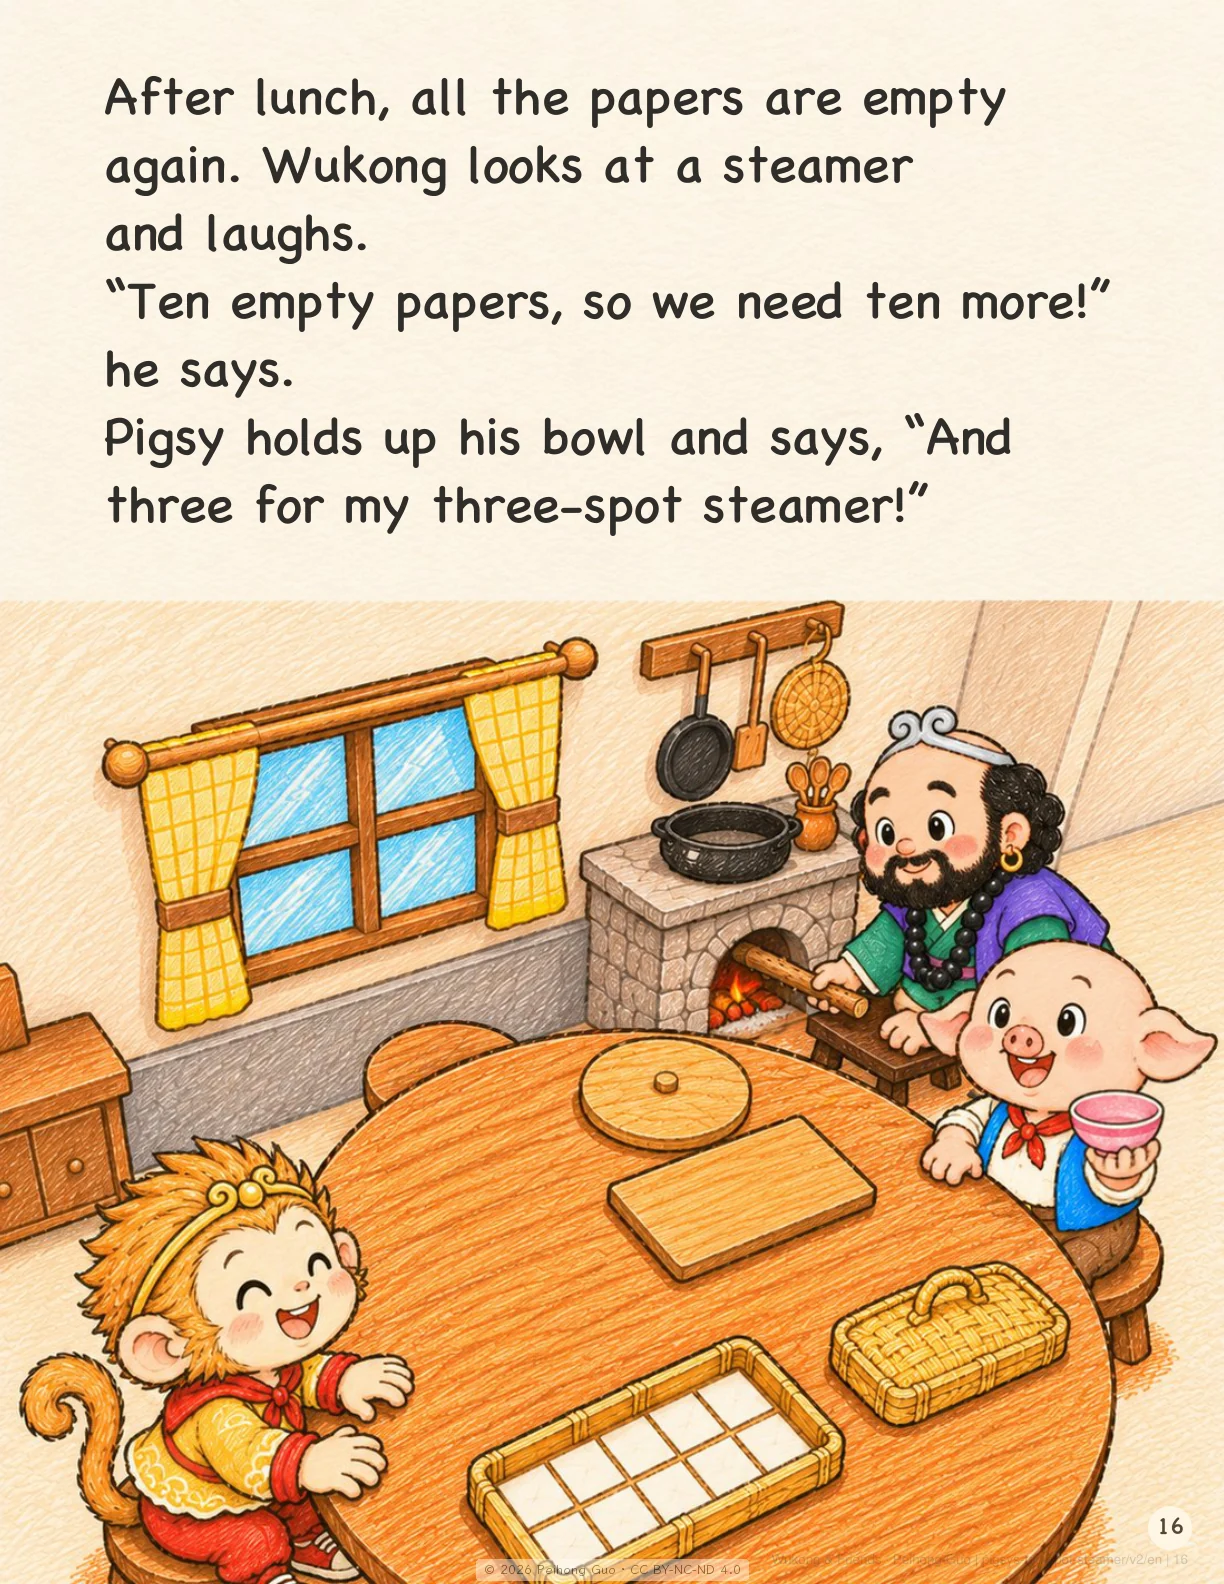 After lunch, all the papers are empty
again. Wukong looks at a steamer
and laughs.
“Ten empty papers, so we need ten more!”
he says.
Pigsy holds up his bowl and says, “And
three for my three-spot steamer!”
16
© 2026 Peihong Guo · CC BY-NC-ND 4.0